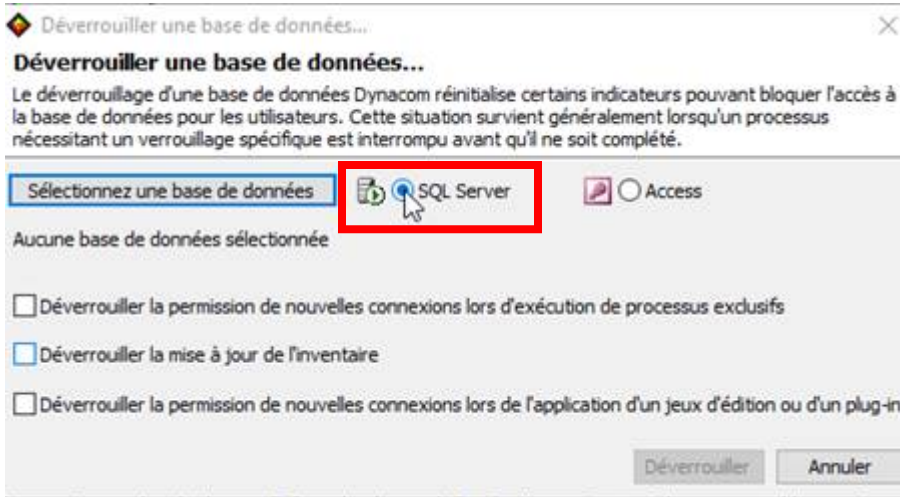 Déverrouiller une base de données...
Déverrouiller une base de données...
Le déverrouillage d'une base de données Dynacom réinitialise certains indicateurs pouvant bloquer l'accès à
la base de données pour les utilisateurs. Cette situation survient généralement lorsqu'un processus
nécessitant un verrouillage spécifique est interrompu avant qu'il ne soit complété.
Sélectionnez une base de données SQL Server Access
Aucune base de données sélectionnée
Déverrouiller la permission de nouvelles connexions lors d'exécution de processus exclusifs
Déverrouiller la mise à jour de l'inventaire
Déverrouiller la permission de nouvelles connexions lors de l'application d'un jeux d'édition ou d'un plug-in
Déverrouiller Annuler